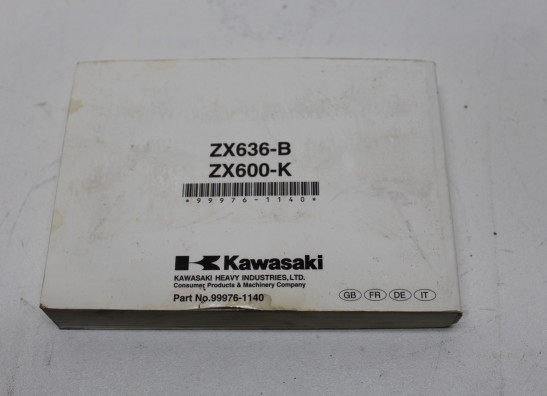 ZX636-B
ZX600-K
*99976-1140*
Kawasaki
KAWASAKI HEAVY INDUSTRIES,LTD.
Consumer Products & Machinery Company
Part No.99976-1140
GB FR DE IT